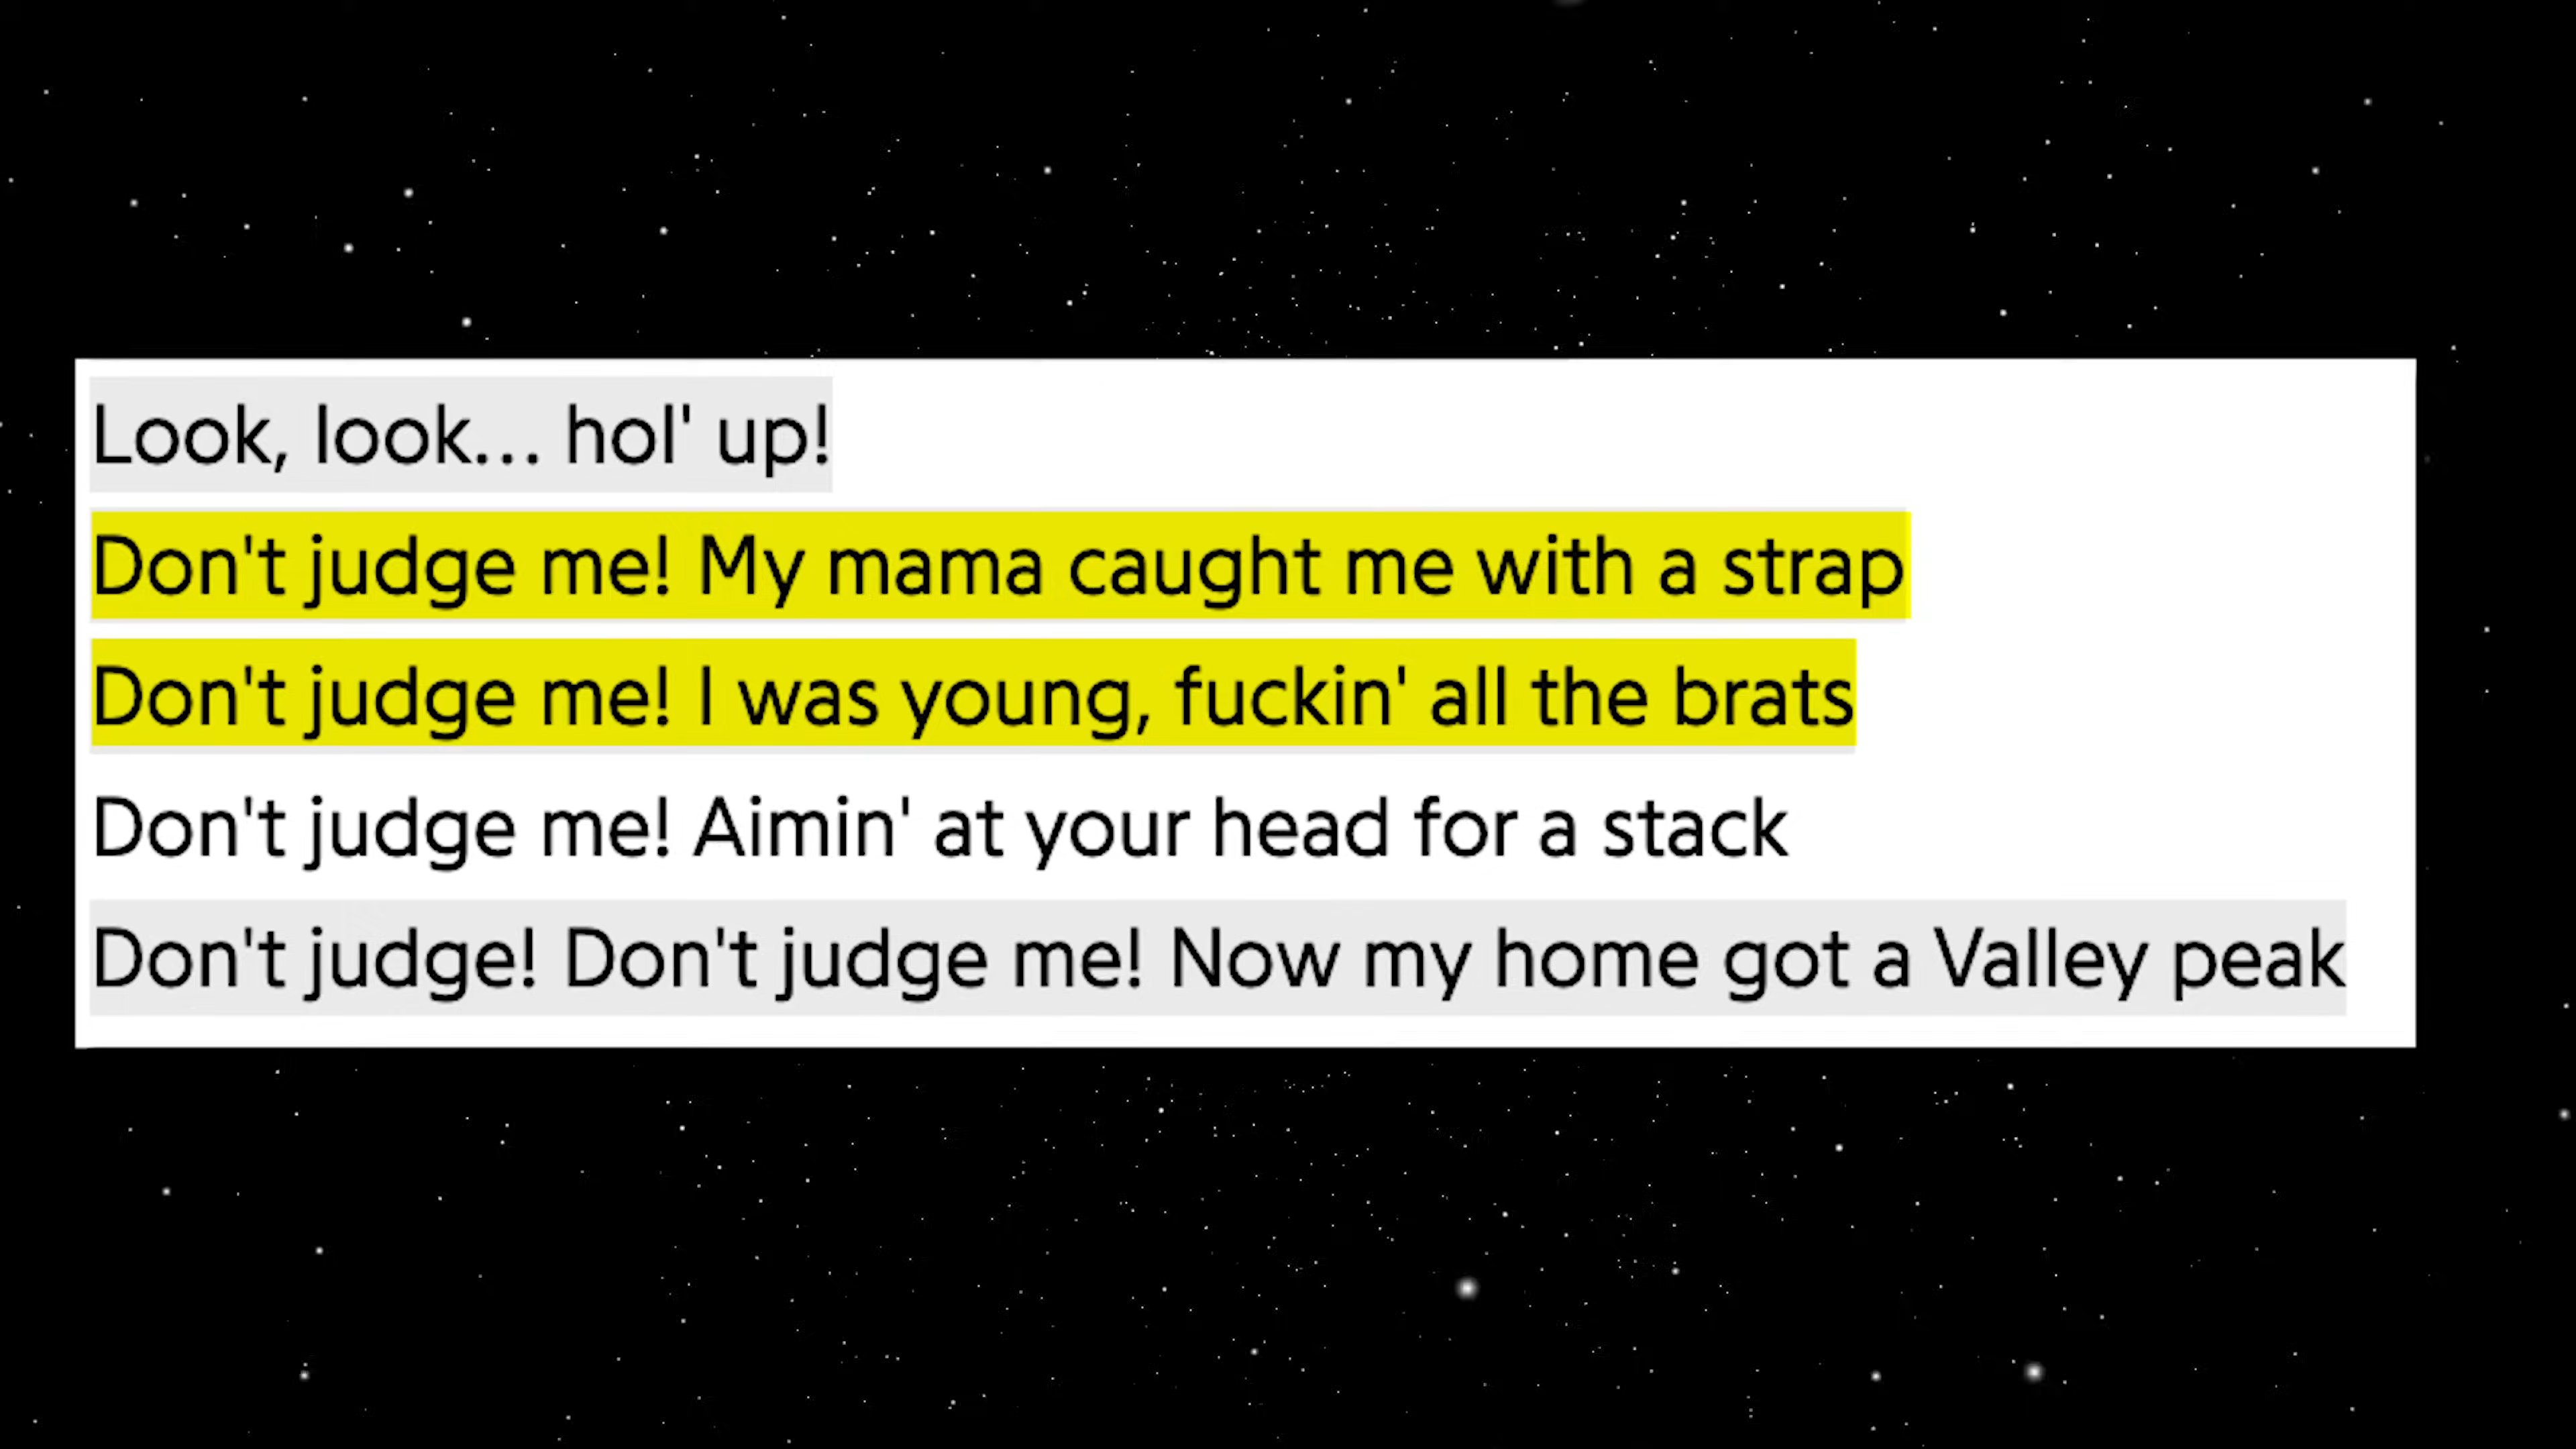 Look, look... hol' up!
Don't judge me! My mama caught me with a strap
Don't judge me! I was young, fuckin' all the brats
Don't judge me! Aimin' at your head for a stack
Don't judge! Don't judge me! Now my home got a Valley peak